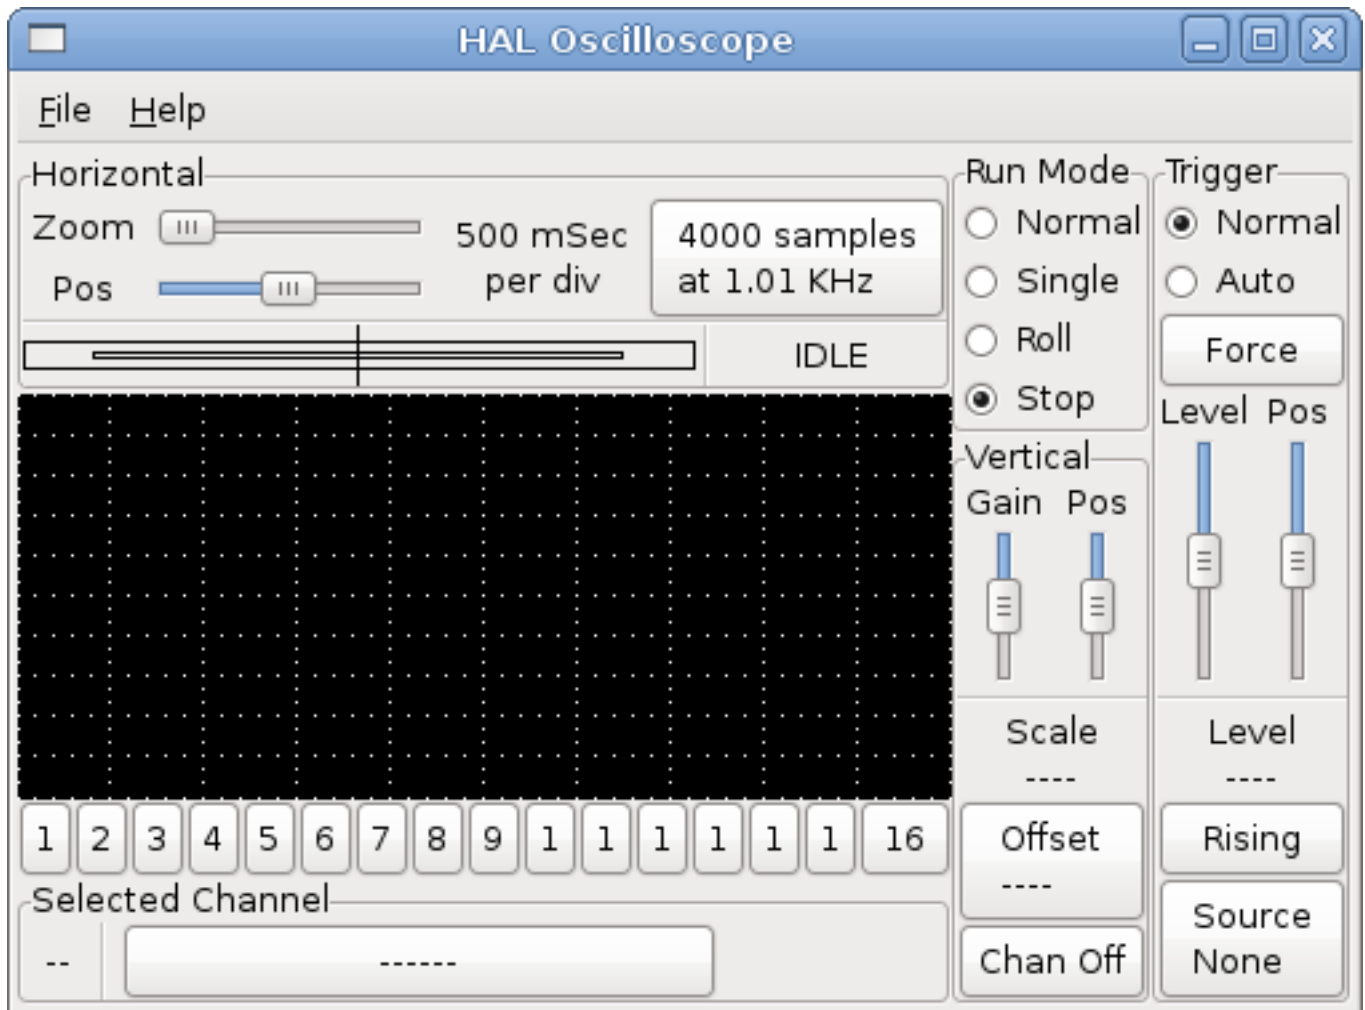 HAL Oscilloscope
File Help
Horizontal
Zoom
Pos
500 mSec
per div
4000 samples
at 1.01 KHz
IDLE
Run Mode
Normal
Single
Roll
Stop
Trigger
Normal
Auto
Force
Level Pos
Vertical
Gain Pos
Scale
----
Level
----
1 2 3 4 5 6 7 8 9 1 1 1 1 1 1 16
Offset
----
Rising
Selected Channel
--
------
Chan Off
Source
None